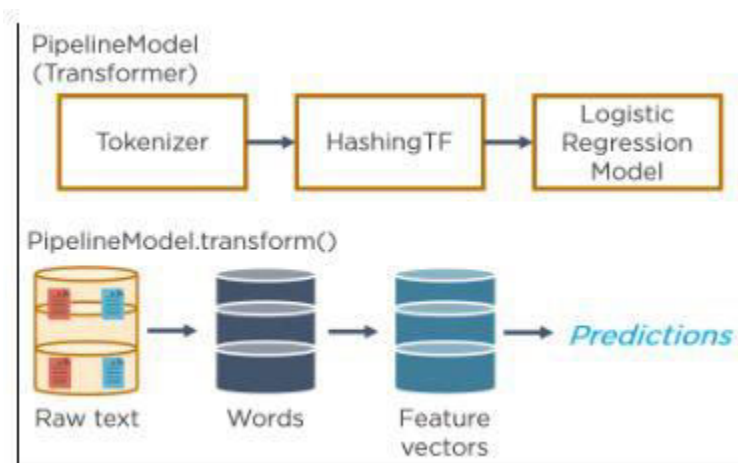 PipelineModel
(Transformer)
Tokenizer
HashingTF
Logistic
Regression
Model
PipelineModel.transform()
Predictions
Raw text
Words
Feature
vectors